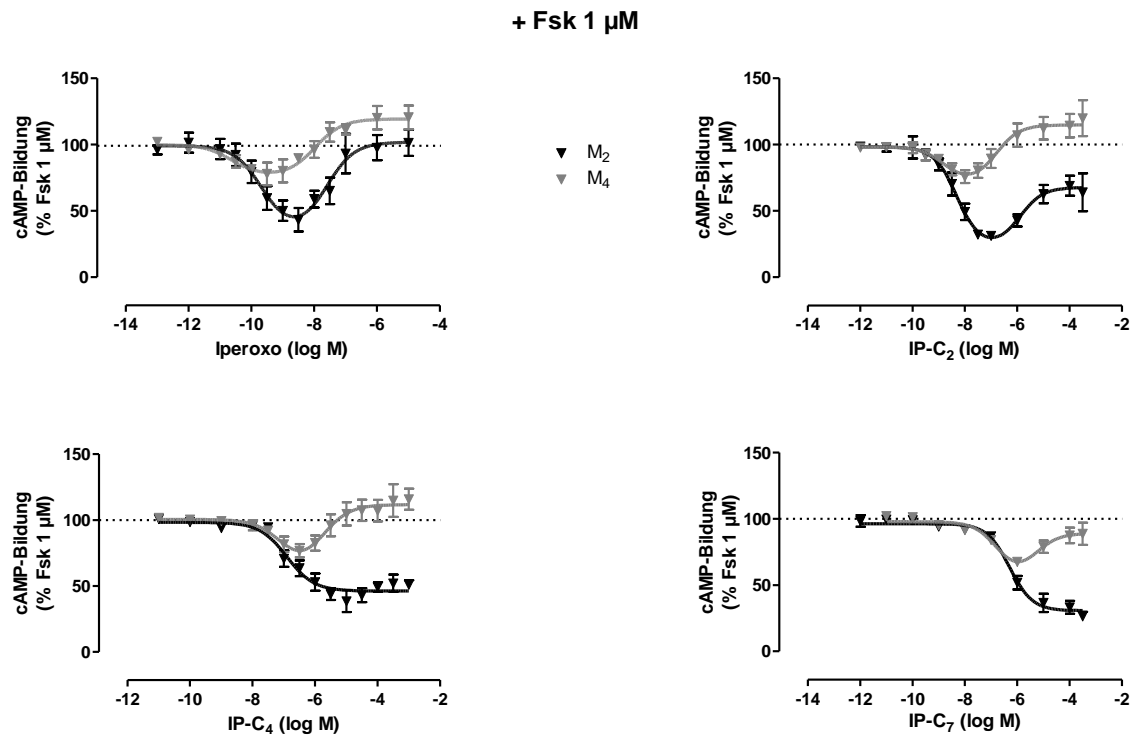 + Fsk 1 µM
cAMP-Bildung
(% Fsk 1 µM)
150
100
50
0
-14 -12 -10 -8 -6 -4
Iperoxo (log M)
M2
M4
cAMP-Bildung
(% Fsk 1 µM)
150
100
50
0
-14 -12 -10 -8 -6 -4 -2
IP-C2 (log M)
cAMP-Bildung
(% Fsk 1 µM)
150
100
50
0
-12 -10 -8 -6 -4 -2
IP-C4 (log M)
cAMP-Bildung
(% Fsk 1 µM)
150
100
50
0
-14 -12 -10 -8 -6 -4 -2
IP-C7 (log M)